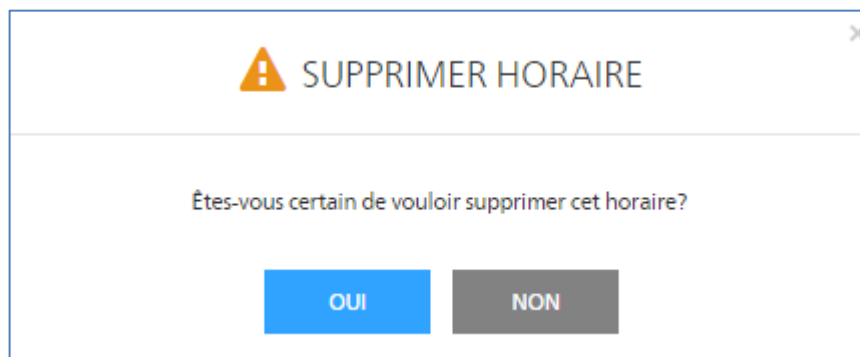 SUPPRIMER HORAIRE
Êtes-vous certain de vouloir supprimer cet horaire?
OUI
NON